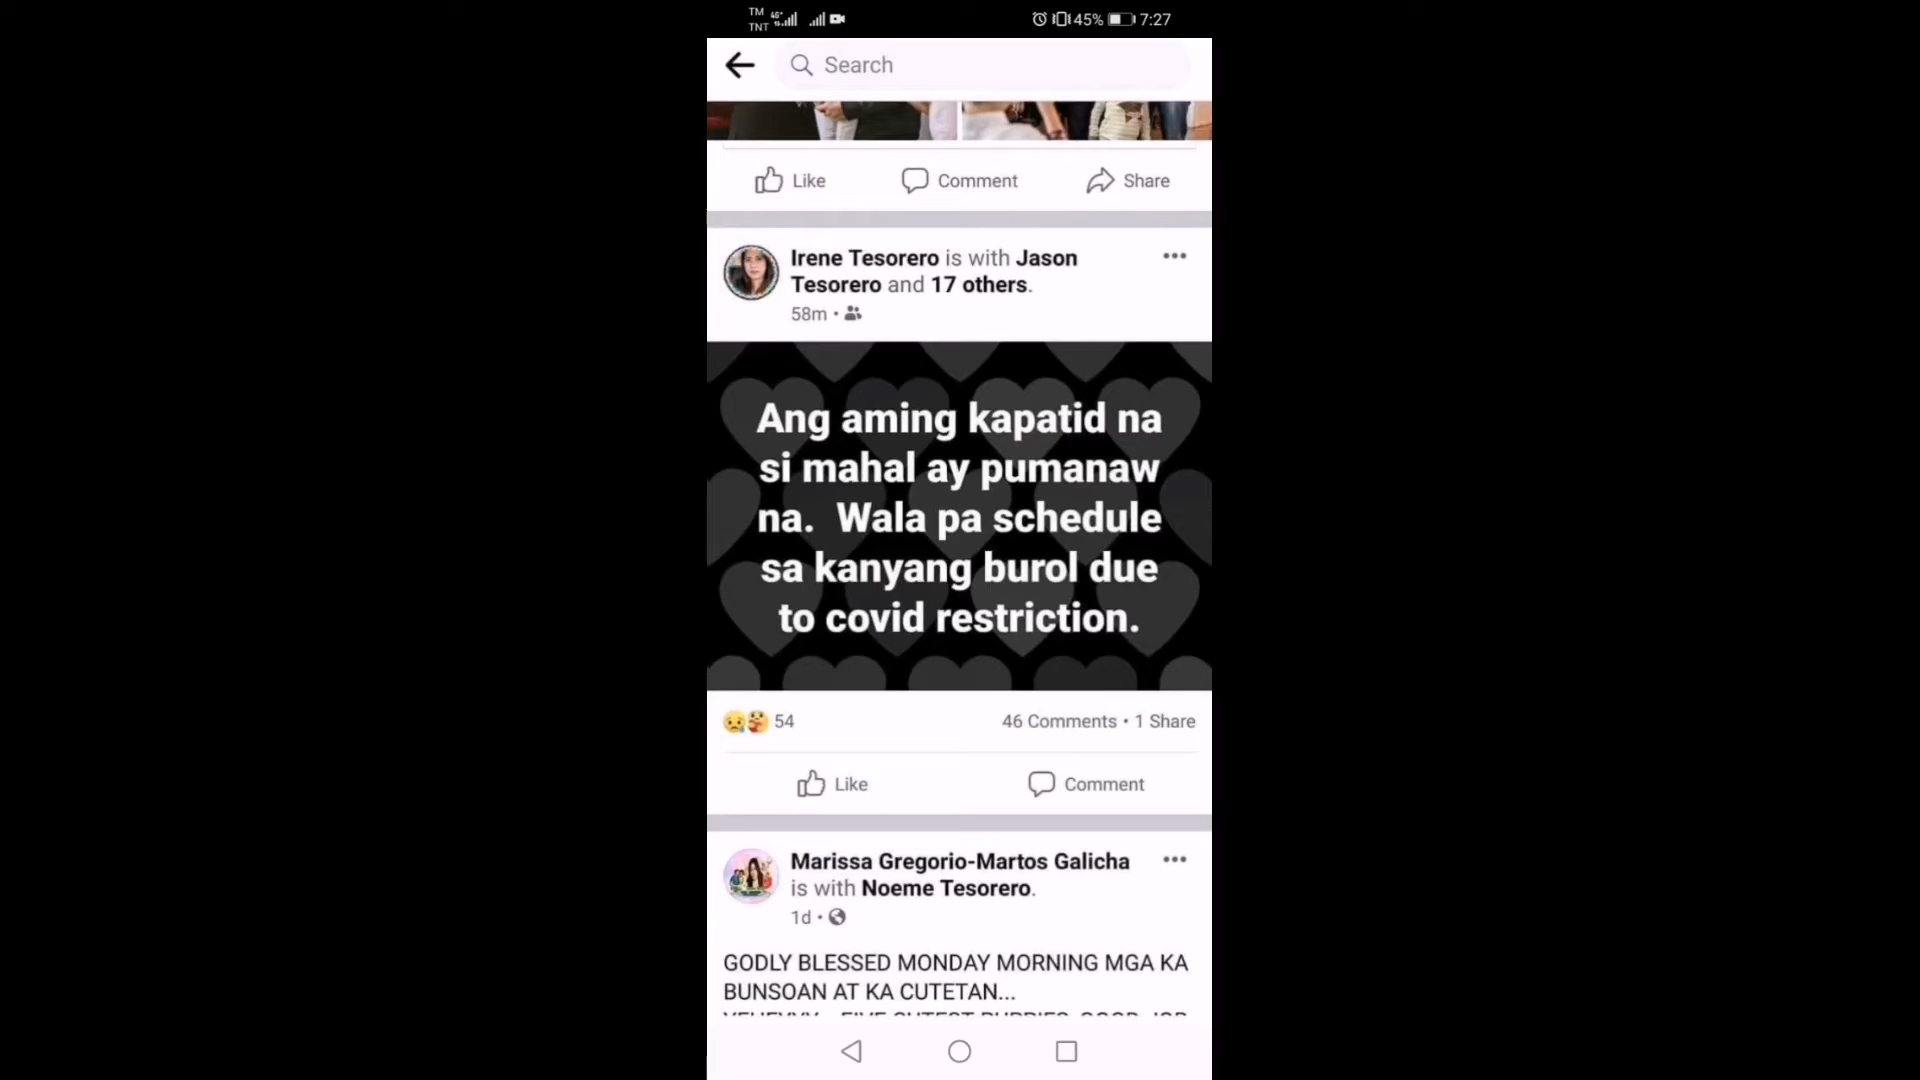 TM
TNT
45% 7:27
Search
Like Comment Share
Irene Tesorero is with Jason
Tesorero and 17 others.
58m
Ang aming kapatid na
si mahal ay pumanaw
na. Wala pa schedule
sa kanyang burol due
to covid restriction.
54 46 Comments • 1 Share
Like Comment
Marissa Gregorio-Martos Galicha
is with Noeme Tesorero.
1d
GODLY BLESSED MONDAY MORNING MGA KA
BUNSOAN AT KA CUTETAN...